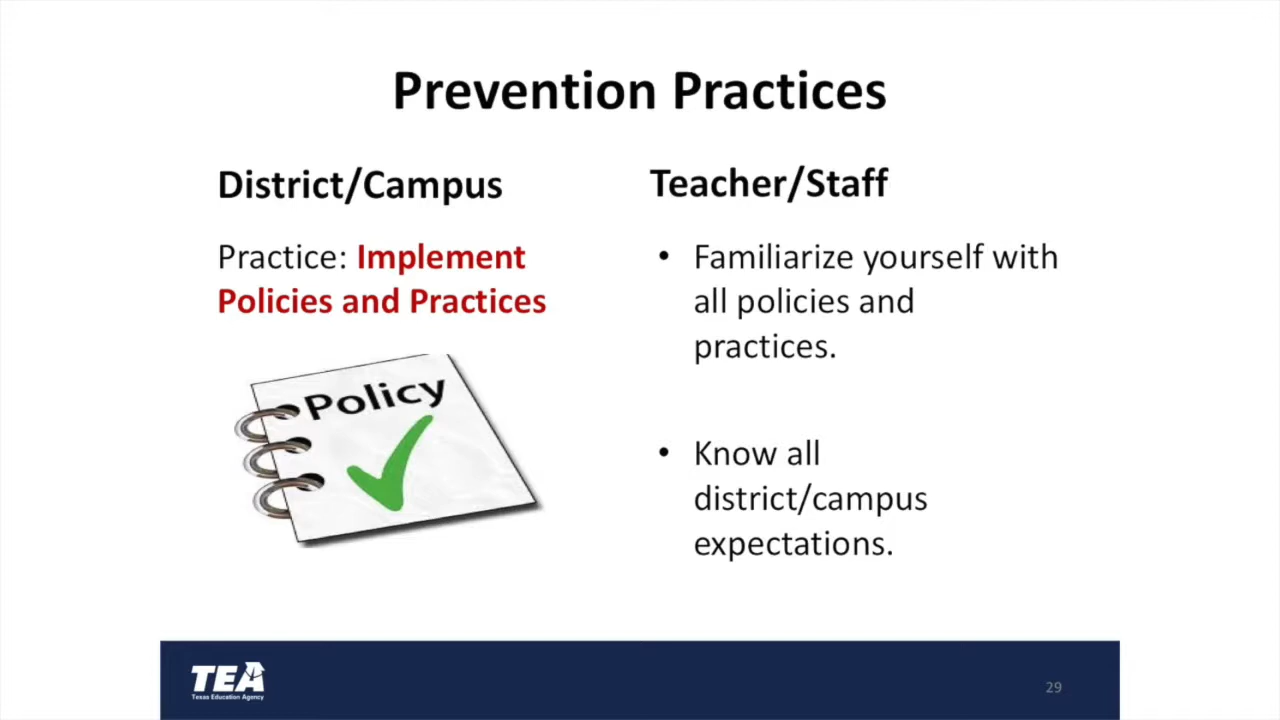 Prevention Practices
District/Campus
Practice: Implement
Policies and Practices
Policy
Teacher/Staff
• Familiarize yourself with
all policies and
practices.
• Know all
district/campus
expectations.
TEA
Texas Education Agency
29